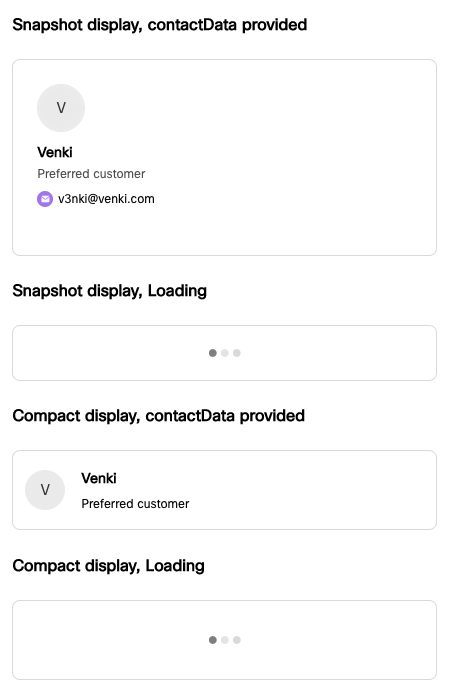 Snapshot display, contactData provided
V
Venki
Preferred customer
v3nki@venki.com
Snapshot display, Loading
Compact display, contactData provided
V
Venki
Preferred customer
Compact display, Loading